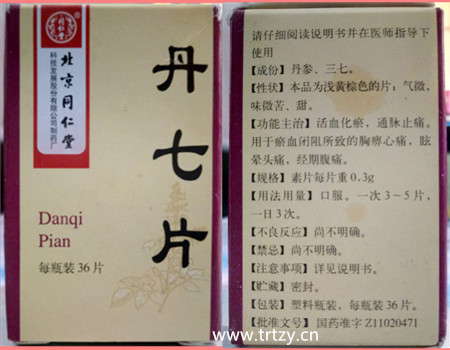 同仁堂
北京同仁堂
科技发展股份有限公司制药厂
丹七片
Danqi
Pian
每瓶装36片
请仔细阅读说明书并在医师指导下
使用
【成份】丹参、三七。
【性状】本品为浅黄棕色的片；气微，
味微苦、甜。
【功能主治】活血化瘀，通脉止痛。
用于瘀血闭阻所致的胸痹心痛，眩
晕头痛，经期腹痛。
【规格】素片每片重0.3g
【用法用量】口服。一次3～5片，
一日3次。
【不良反应】尚不明确。
【禁忌】尚不明确。
【注意事项】详见说明书。
【贮藏】密封。
【包装】塑料瓶装，每瓶装36片。
【批准文号】国药准字Z11020471
www.trtzy.cn